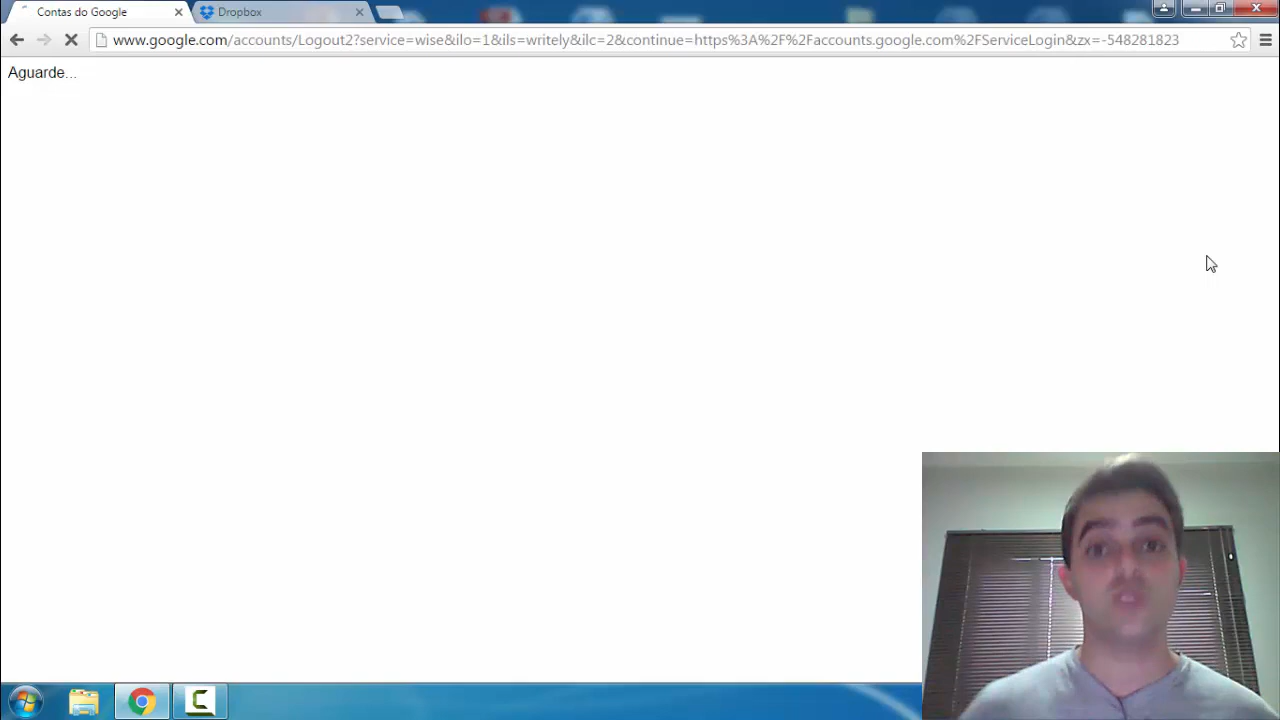 Contas do Google
Dropbox
www.google.com/accounts/Logout2?service=wise&ilo=1&ils=writely&ilc=2&continue=https%3A%2F%2Faccounts.google.com%2FServiceLogin&zx=-548281823
Aguarde...